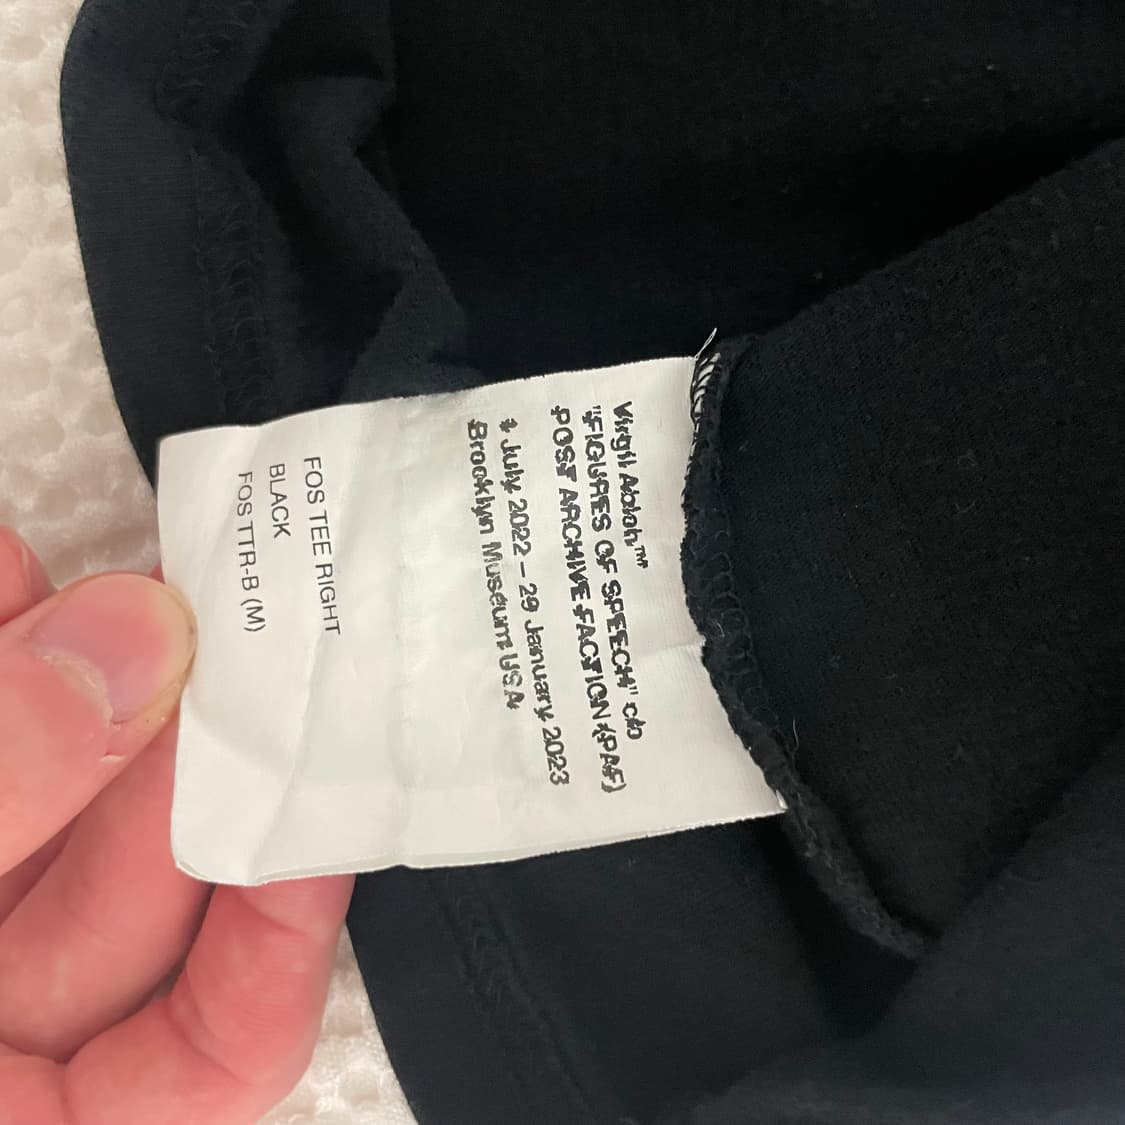 Virgil Abloh™
"FIGURES OF SPEECH" c/o
POST ARCHIVE FACTION (PAF)
1 July 2022 – 29 January 2023
Brooklyn Museum USA
FOS TEE RIGHT
BLACK
FOS TTR-B (M)